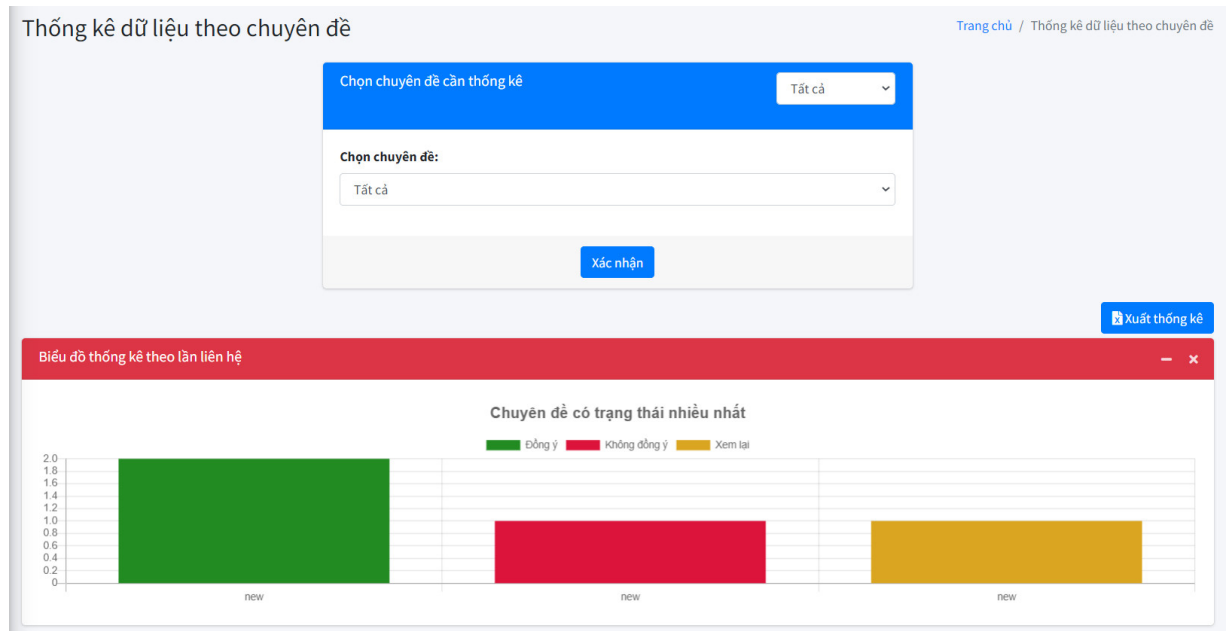 Thống kê dữ liệu theo chuyên đề
Trang chủ / Thống kê dữ liệu theo chuyên đề
Chọn chuyên đề cần thống kê
Tất cả
Chọn chuyên đề:
Tất cả
Xác nhận
Xuất thống kê
Biểu đồ thống kê theo lần liên hệ
Chuyên đề có trạng thái nhiều nhất
Đồng ý Không đồng ý Xem lại
2.0
1.8
1.6
1.4
1.2
1.0
0.8
0.6
0.4
0.2
0
new new new